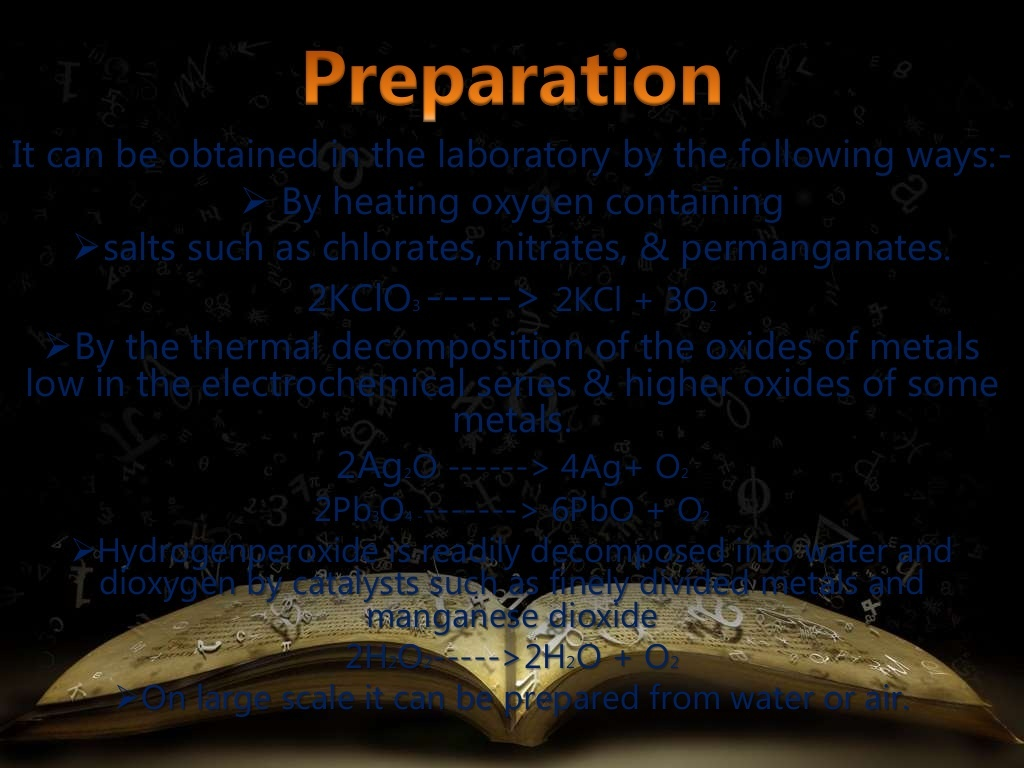 Preparation
It can be obtained in the laboratory by the following ways:-
➢ By heating oxygen containing
➢salts such as chlorates, nitrates, & permanganates.
2KClO₃ -----> 2KCl + 3O₂
➢By the thermal decomposition of the oxides of metals
low in the electrochemical series & higher oxides of some
metals.
2Ag₂O ------> 4Ag+ O₂
2Pb₃O₄ -------> 6PbO + O₂
➢Hydrogenperoxide is readily decomposed into water and
dioxygen by catalysts such as finely divided metals and
manganese dioxide
2H₂O₂----->2H₂O + O₂
➢On large scale it can be prepared from water or air.